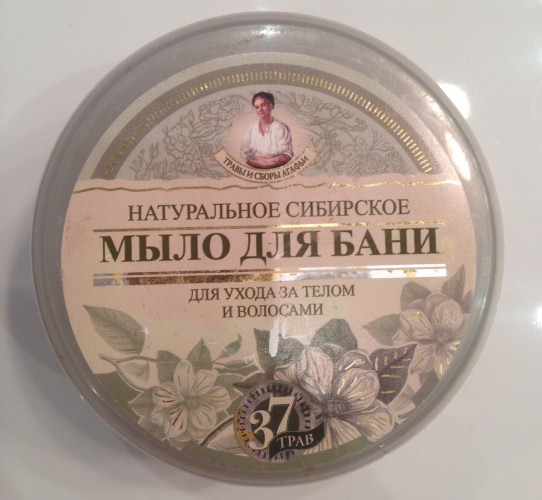 ТРАВЫ И СБОРЫ АГАФЬИ
НАТУРАЛЬНОЕ СИБИРСКОЕ
МЫЛО ДЛЯ БАНИ
ДЛЯ УХОДА ЗА ТЕЛОМ
И ВОЛОСАМИ
37
ТРАВ